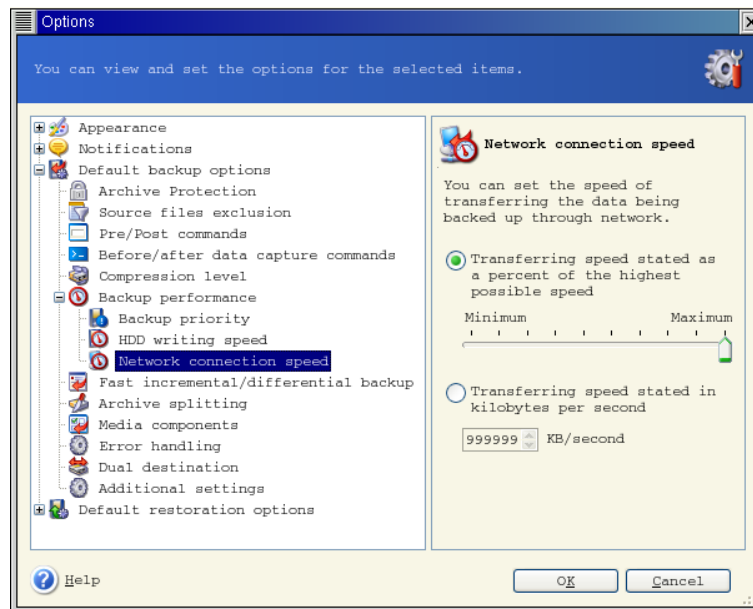 Options
You can view and set the options for the selected items.
Appearance
Notifications
Default backup options
Archive Protection
Source files exclusion
Pre/Post commands
Before/after data capture commands
Compression level
Backup performance
Backup priority
HDD writing speed
Network connection speed
Fast incremental/differential backup
Archive splitting
Media components
Error handling
Dual destination
Additional settings
Default restoration options
Network connection speed
You can set the speed of
transferring the data being
backed up through network.
Transferring speed stated as
a percent of the highest
possible speed
Minimum Maximum
Transferring speed stated in
kilobytes per second
999999 KB/second
Help
OK Cancel